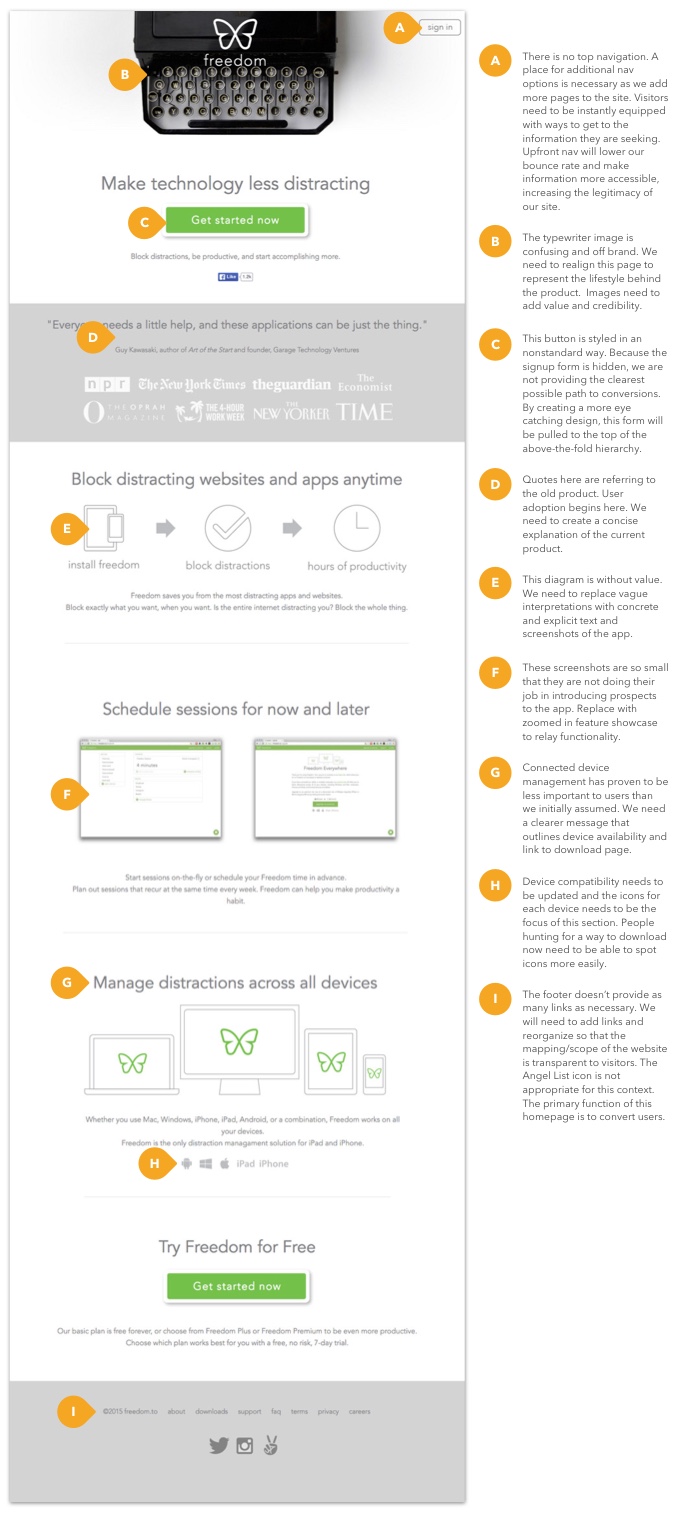 A
sign in
freedom
B
Make technology less distracting
C
Get started now
Block distractions, be productive, and start accomplishing more.
Like 1.2k
"Every needs a little help, and these applications can be just the thing."
D
Guy Kawasaki, author of Art of the Start and founder, Garage Technology Ventures
npr The New York Times theguardian The Economist
O THE OPRAH MAGAZINE THE 4-HOUR WORK WEEK THE NEW YORKER TIME
Block distracting websites and apps anytime
E
install freedom block distractions hours of productivity
Freedom saves you from the most distracting apps and websites.
Block exactly what you want, when you want. Is the entire internet distracting you? Block the whole thing.
Schedule sessions for now and later
Freedom Everywhere
F
Start sessions on-the-fly or schedule your Freedom time in advance.
Plan out sessions that recur at the same time every week. Freedom can help you make productivity a
habit.
G
Manage distractions across all devices
Whether you use Mac, Windows, iPhone, iPad, Android, or a combination, Freedom works on all
your devices.
Freedom is the only distraction managament solution for iPad and iPhone.
H
iPad iPhone
Try Freedom for Free
Get started now
Our basic plan is free forever, or choose from Freedom Plus or Freedom Premium to be even more productive.
Choose which plan works best for you with a free, no risk, 7-day trial.
I
©2015 freedom.to about downloads support faq terms privacy careers
A
There is no top navigation. A
place for additional nav
options is necessary as we add
more pages to the site. Visitors
need to be instantly equipped
with ways to get to the
information they are seeking.
Upfront nav will lower our
bounce rate and make
information more accessible,
increasing the legitimacy of
our site.
B
The typewriter image is
confusing and off brand. We
need to realign this page to
represent the lifestyle behind
the product. Images need to
add value and credibility.
C
This button is styled in an
nonstandard way. Because the
signup form is hidden, we are
not providing the clearest
possible path to conversions.
By creating a more eye
catching design, this form will
be pulled to the top of the
above-the-fold hierarchy.
D
Quotes here are referring to
the old product. User
adoption begins here. We
need to create a concise
explanation of the current
product.
E
This diagram is without value.
We need to replace vague
interpretations with concrete
and explicit text and
screenshots of the app.
F
These screenshots are so small
that they are not doing their
job in introducing prospects
to the app. Replace with
zoomed in feature showcase
to relay functionality.
G
Connected device
management has proven to be
less important to users than
we initially assumed. We need
a clearer message that
outlines device availability and
link to download page.
H
Device compatibility needs to
be updated and the icons for
each device needs to be the
focus of this section. People
hunting for a way to download
now need to be able to spot
icons more easily.
I
The footer doesn't provide as
many links as necessary. We
will need to add links and
reorganize so that the
mapping/scope of the website
is transparent to visitors. The
Angel List icon is not
appropriate for this context.
The primary function of this
homepage is to convert users.